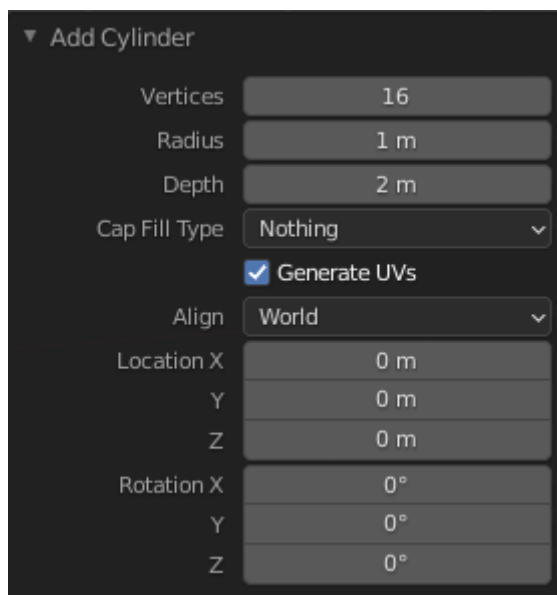 Add Cylinder
Vertices 16
Radius 1 m
Depth 2 m
Cap Fill Type Nothing
Generate UVs
Align World
Location X 0 m
Y 0 m
Z 0 m
Rotation X 0°
Y 0°
Z 0°